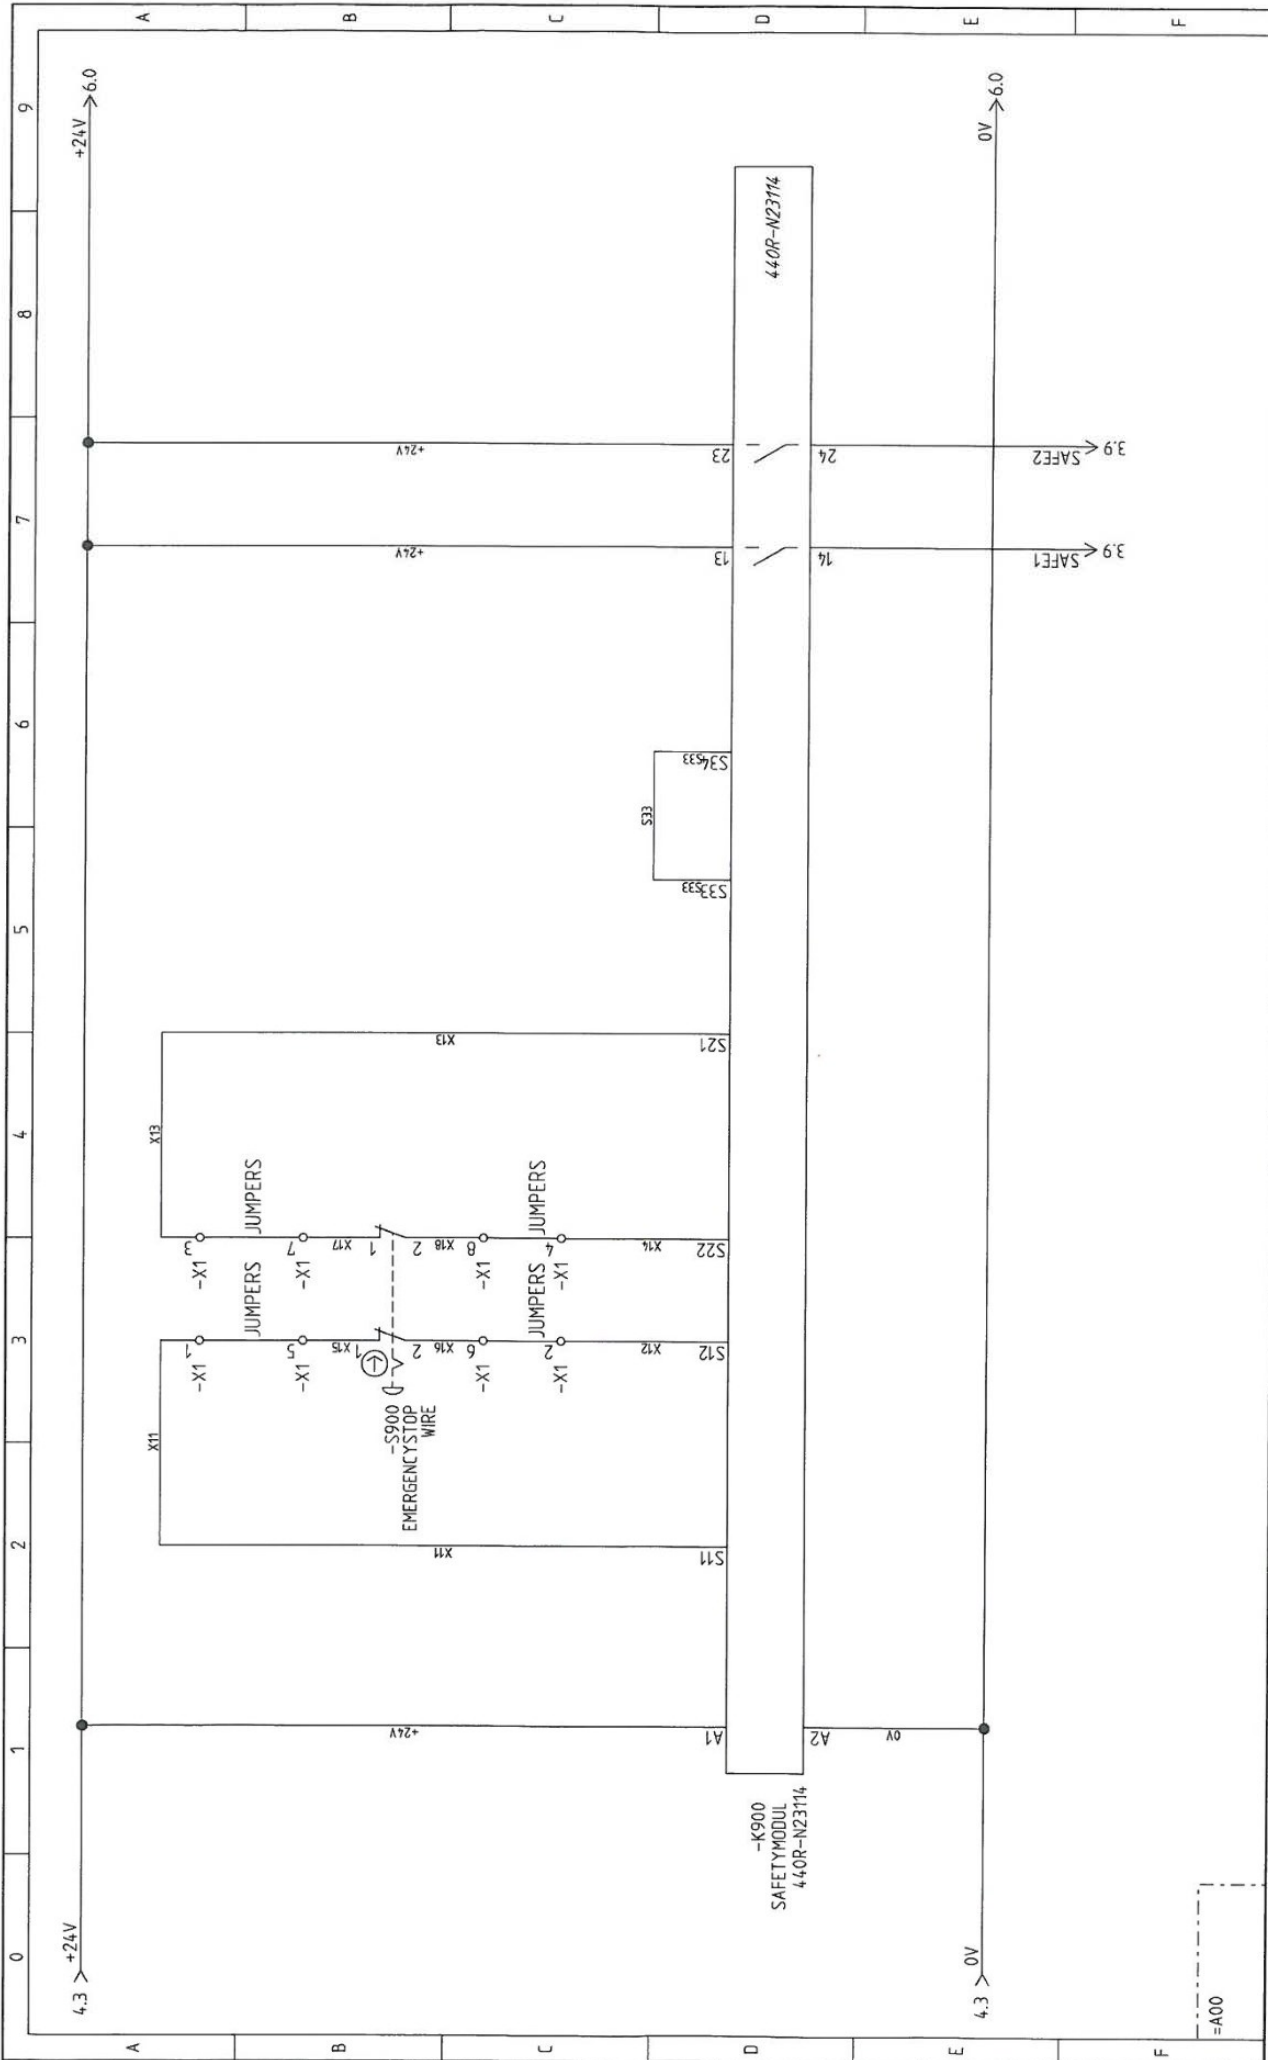 0 1 2 3 4 5 6 7 8 9
A
A
B
B
C
C
D
D
E
E
F
F
4.3
+24V
+24V
6.0
X11
X13
-X1 1
JUMPERS
-X1 5
X15
-X1 3
JUMPERS
-X1 7
X17
-S900
EMERGENCYSTOP
WIRE
1
2
1
2
X16
-X1 6
JUMPERS
-X1 2
X12
X18
-X1 8
JUMPERS
-X1 4
X14
+24V
X11
X13
+24V
+24V
S33
S33
S33
A1
S11
S12
S22
S21
S33
S34
13
23
-K900
SAFETYMODUL
440R-N23114
440R-N23114
A2
14
24
0V
SAFE1
3.9
SAFE2
3.9
4.3
0V
0V
6.0
=A00